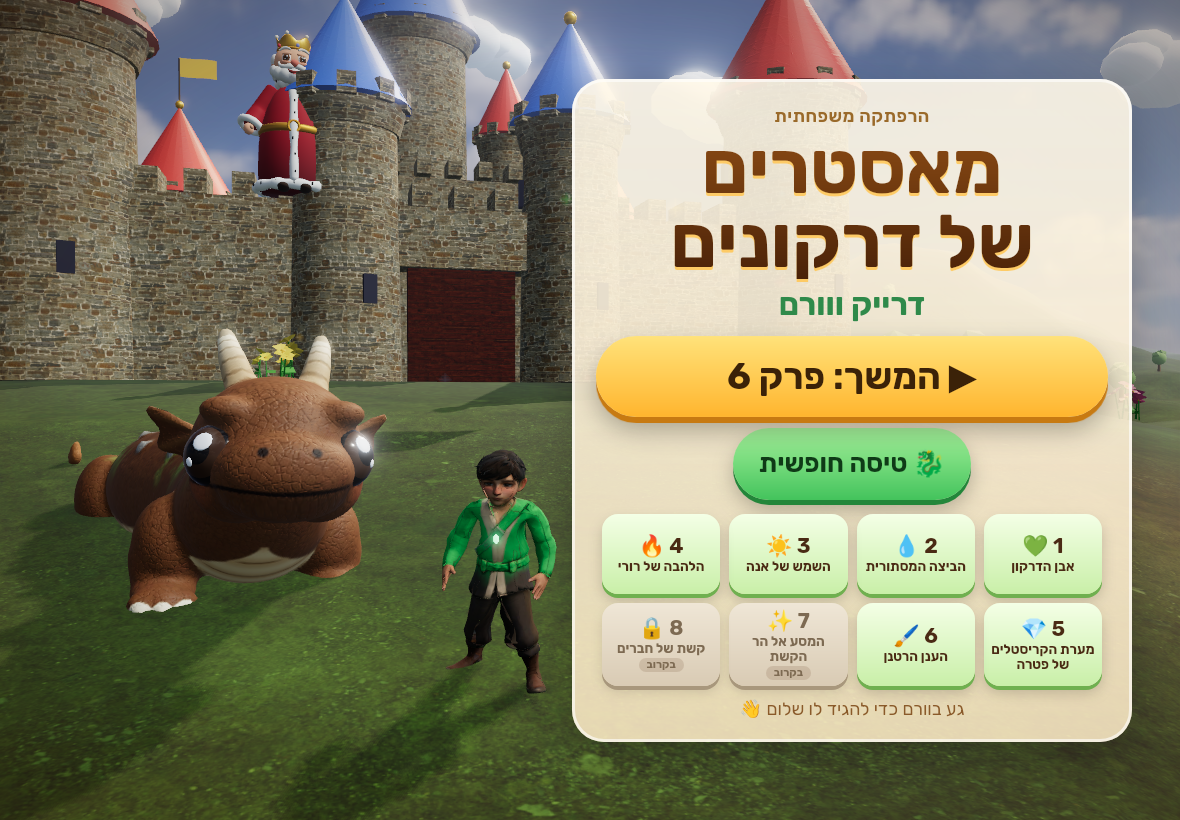 הרפתקה משפחתית
מאסטרים
של דרקונים
דרייק ווורם
▶ המשך: פרק 6
🐉 טיסה חופשית
1 💚
אבן הדרקון
2 💧
הביצה המסתורית
3 ☀️
השמש של אנה
4 🔥
הלהבה של רורי
5 💎
מערת הקריסטלים
של פטרה
6 🖌️
הענן הרטנן
7 ✨
המסע אל הר
הקשת
בקרוב
8 🔒
קשת של חברים
בקרוב
גע בוורם כדי להגיד לו שלום 👋